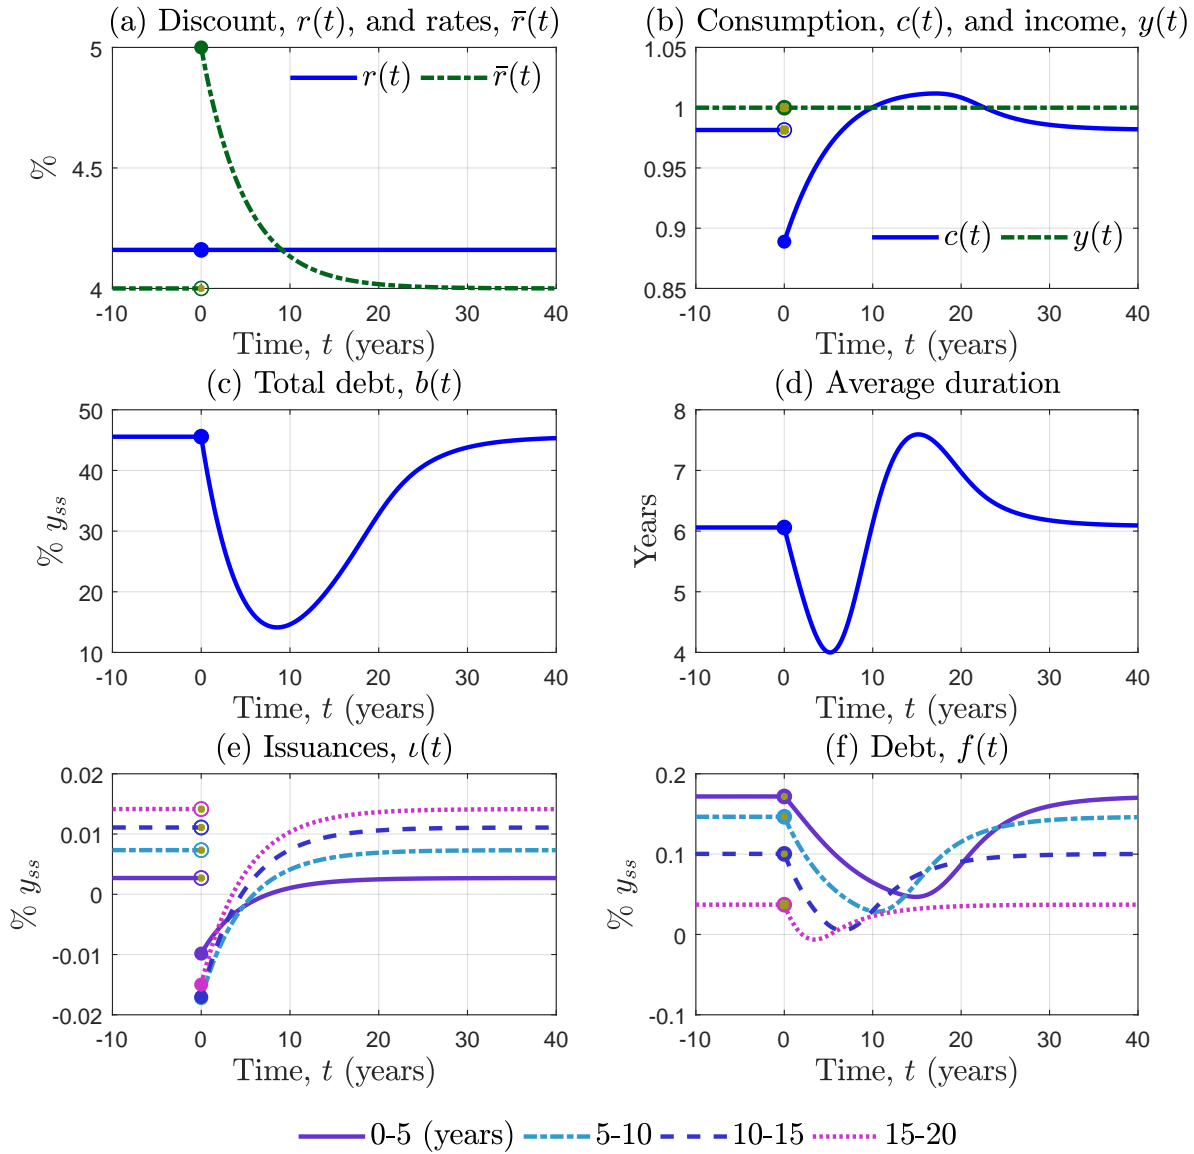 (a) Discount, r(t), and rates, r̄(t)
5
4.5
4
%
r(t)
r̄(t)
-10 0 10 20 30 40
Time, t (years)
(b) Consumption, c(t), and income, y(t)
1.05
1
0.95
0.9
0.85
c(t)
y(t)
-10 0 10 20 30 40
Time, t (years)
(c) Total debt, b(t)
50
40
30
20
10
% yss
-10 0 10 20 30 40
Time, t (years)
(d) Average duration
8
7
6
5
4
Years
-10 0 10 20 30 40
Time, t (years)
(e) Issuances, ι(t)
0.02
0.01
0
-0.01
-0.02
% yss
-10 0 10 20 30 40
Time, t (years)
(f) Debt, f(t)
0.2
0.1
0
-0.1
% yss
-10 0 10 20 30 40
Time, t (years)
0-5 (years) 5-10 10-15 15-20